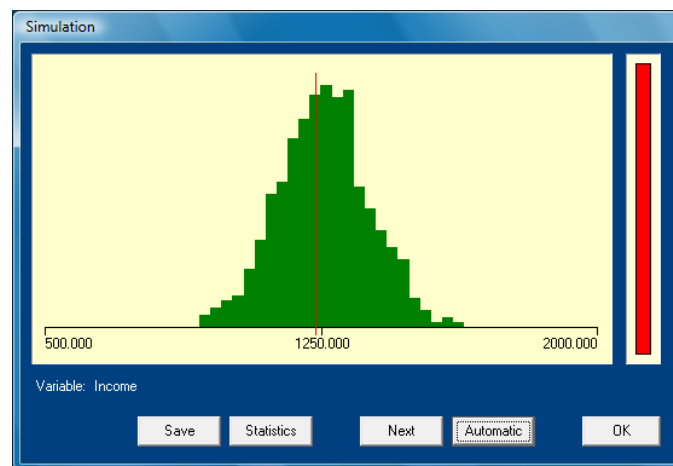 Simulation
500.000 1250.000 2000.000
Variable: Income
Save Statistics Next Automatic OK